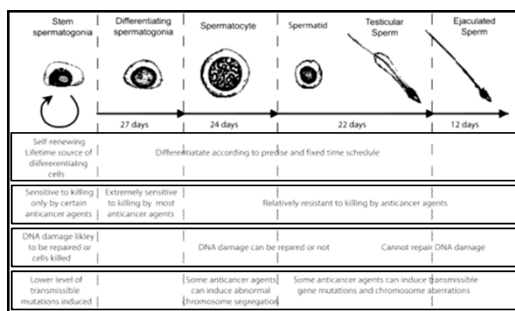 Stem
spermatogonia
Differentiating
spermatogonia
Spermatocyte
Spermatid
Testicular
Sperm
Ejaculated
Sperm
27 days
24 days
22 days
12 days
Self-renewing
Lifetime source of
diifererentiating
cells
Differentatate according to precise and fixed time schedule
Sensitive to killing
only by certain
anticancer agents
Extremely sensitive
to killing by most
anticancer agents
Relatively resistant to killing by anticancer agents
DNA damage likley
to be repaired or
cells killed
DNA damage can be repired or not
Cannot repair DNA damage
Lower level of
transmissible
mutations induced
Some anticancer agents
can induce abnormal
chromosome segregation
Some anticancer agents can induce transmissible
gene mutations and chromosome aberrations